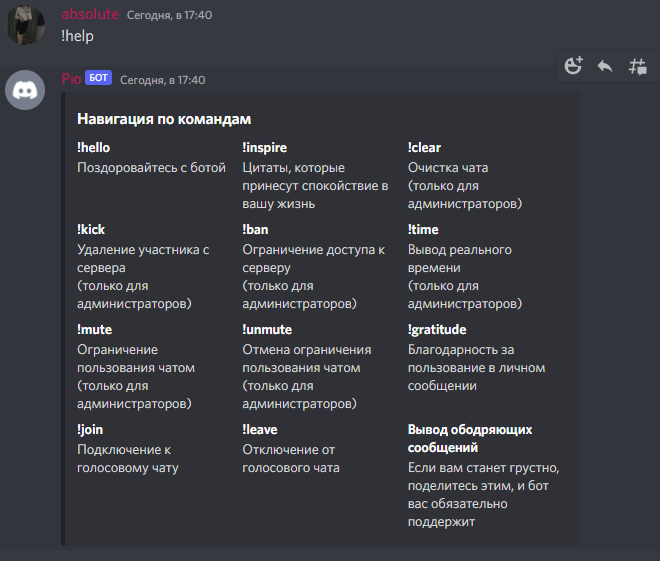 absolute Сегодня, в 17:40
!help
Рю БОТ Сегодня, в 17:40
Навигация по командам
!hello
Поздоровайтесь с ботой
!inspire
Цитаты, которые
принесут спокойствие в
вашу жизнь
!clear
Очистка чата
(только для
администраторов)
!kick
Удаление участника с
сервера
(только для
администраторов)
!ban
Ограничение доступа к
серверу
(только для
администраторов)
!time
Вывод реального
времени
(только для
администраторов)
!mute
Ограничение
пользования чатом
(только для
администраторов)
!unmute
Отмена ограничения
пользования чатом
(только для
администраторов)
!gratitude
Благодарность за
пользование в личном
сообщении
!join
Подключение к
голосовому чату
!leave
Отключение от
голосового чата
Вывод ободряющих
сообщений
Если вам станет грустно,
поделитесь этим, и бот
вас обязательно
поддержит